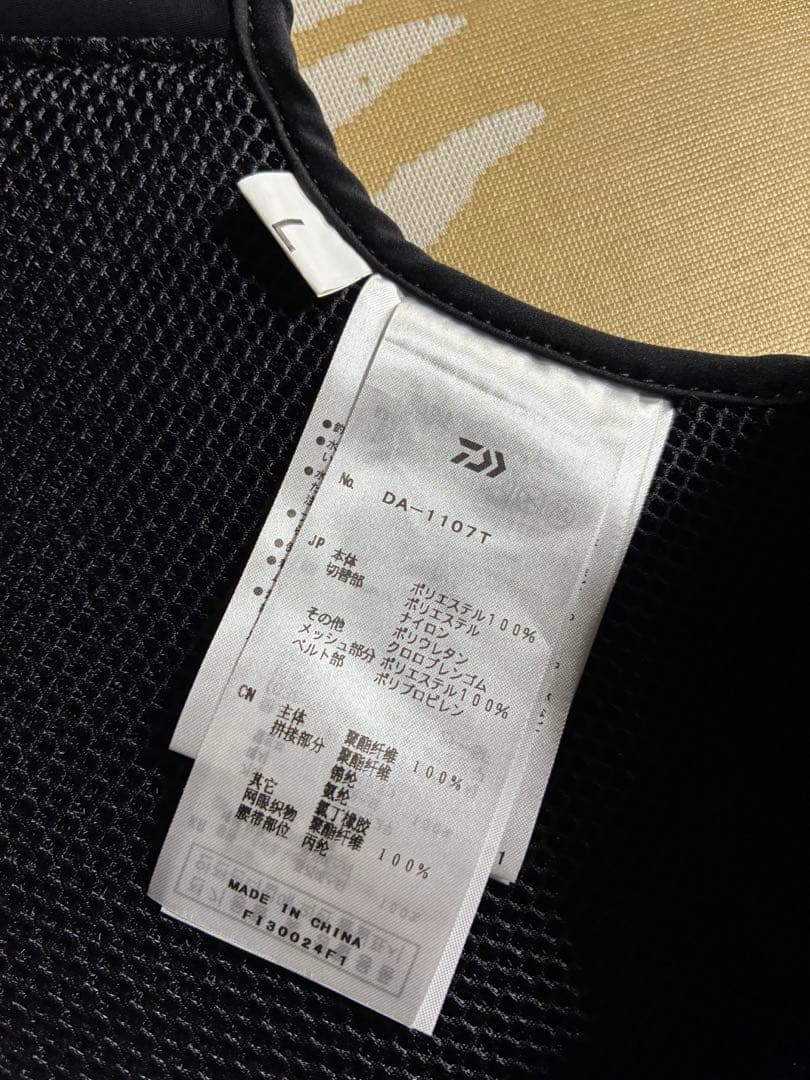 L
No. DA-1107T
JP 本体 ポリエステル100%
切替部 ポリエステル
ナイロン
ポリウレタン
その他 クロロプレンゴム
メッシュ部分 ポリエステル100%
ベルト部 ポリプロピレン
CN 主体 聚酯纤维 100%
拼接部分 聚酯纤维
锦纶
氨纶
其它 氯丁橡胶
网眼织物 聚酯纤维 100%
腰带部位 丙纶
MADE IN CHINA
FI30024F1